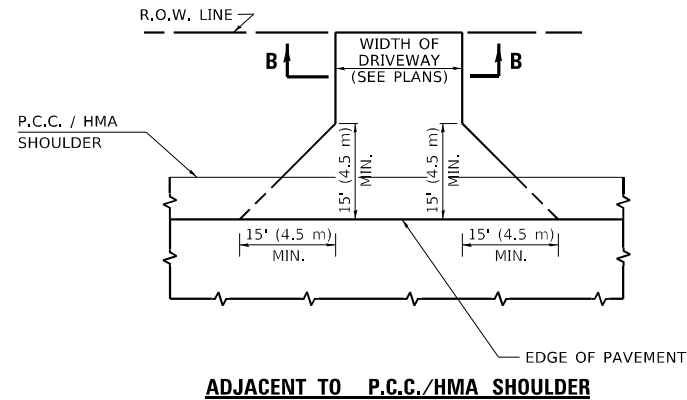 R.O.W. LINE
WIDTH OF
DRIVEWAY
(SEE PLANS)
B
B
P.C.C. / HMA
SHOULDER
15' (4.5 m)
MIN.
15' (4.5 m)
MIN.
15' (4.5 m)
MIN.
15' (4.5 m)
MIN.
EDGE OF PAVEMENT
ADJACENT TO P.C.C./HMA SHOULDER